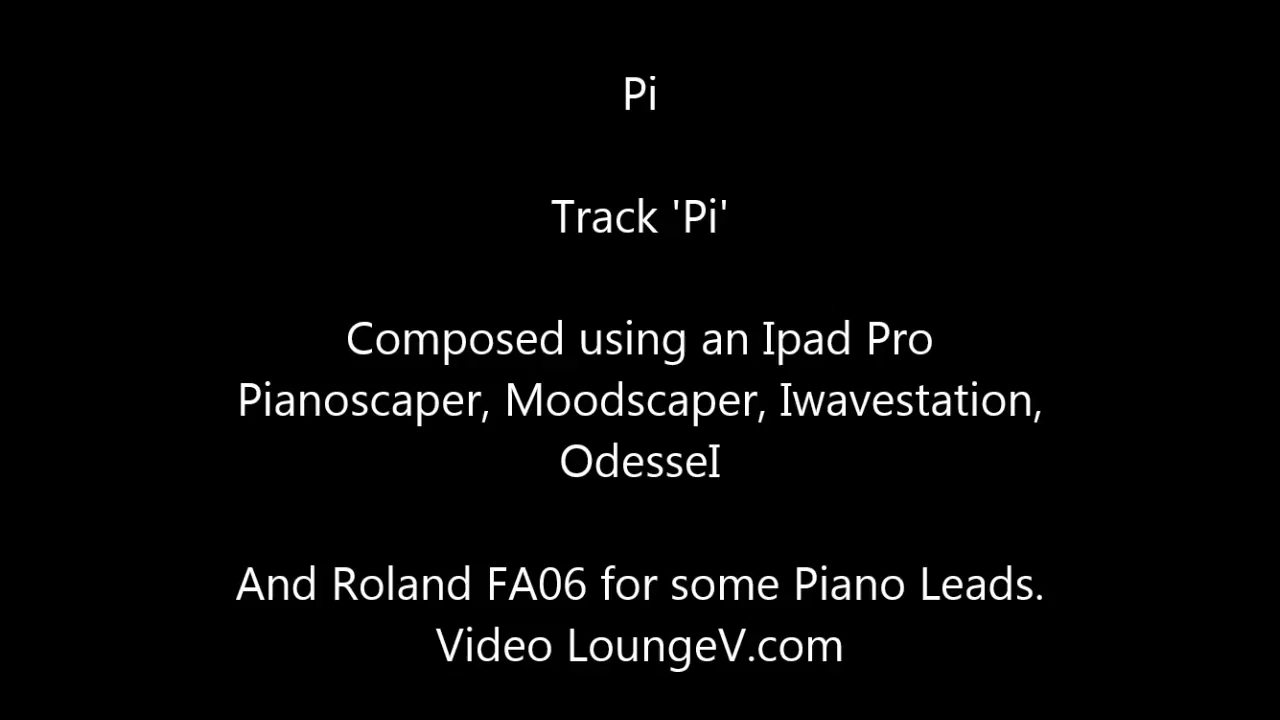 Pi
Track 'Pi'
Composed using an Ipad Pro
Pianoscaper, Moodscaper, Iwavestation,
OdesseI
And Roland FA06 for some Piano Leads.
Video LoungeV.com